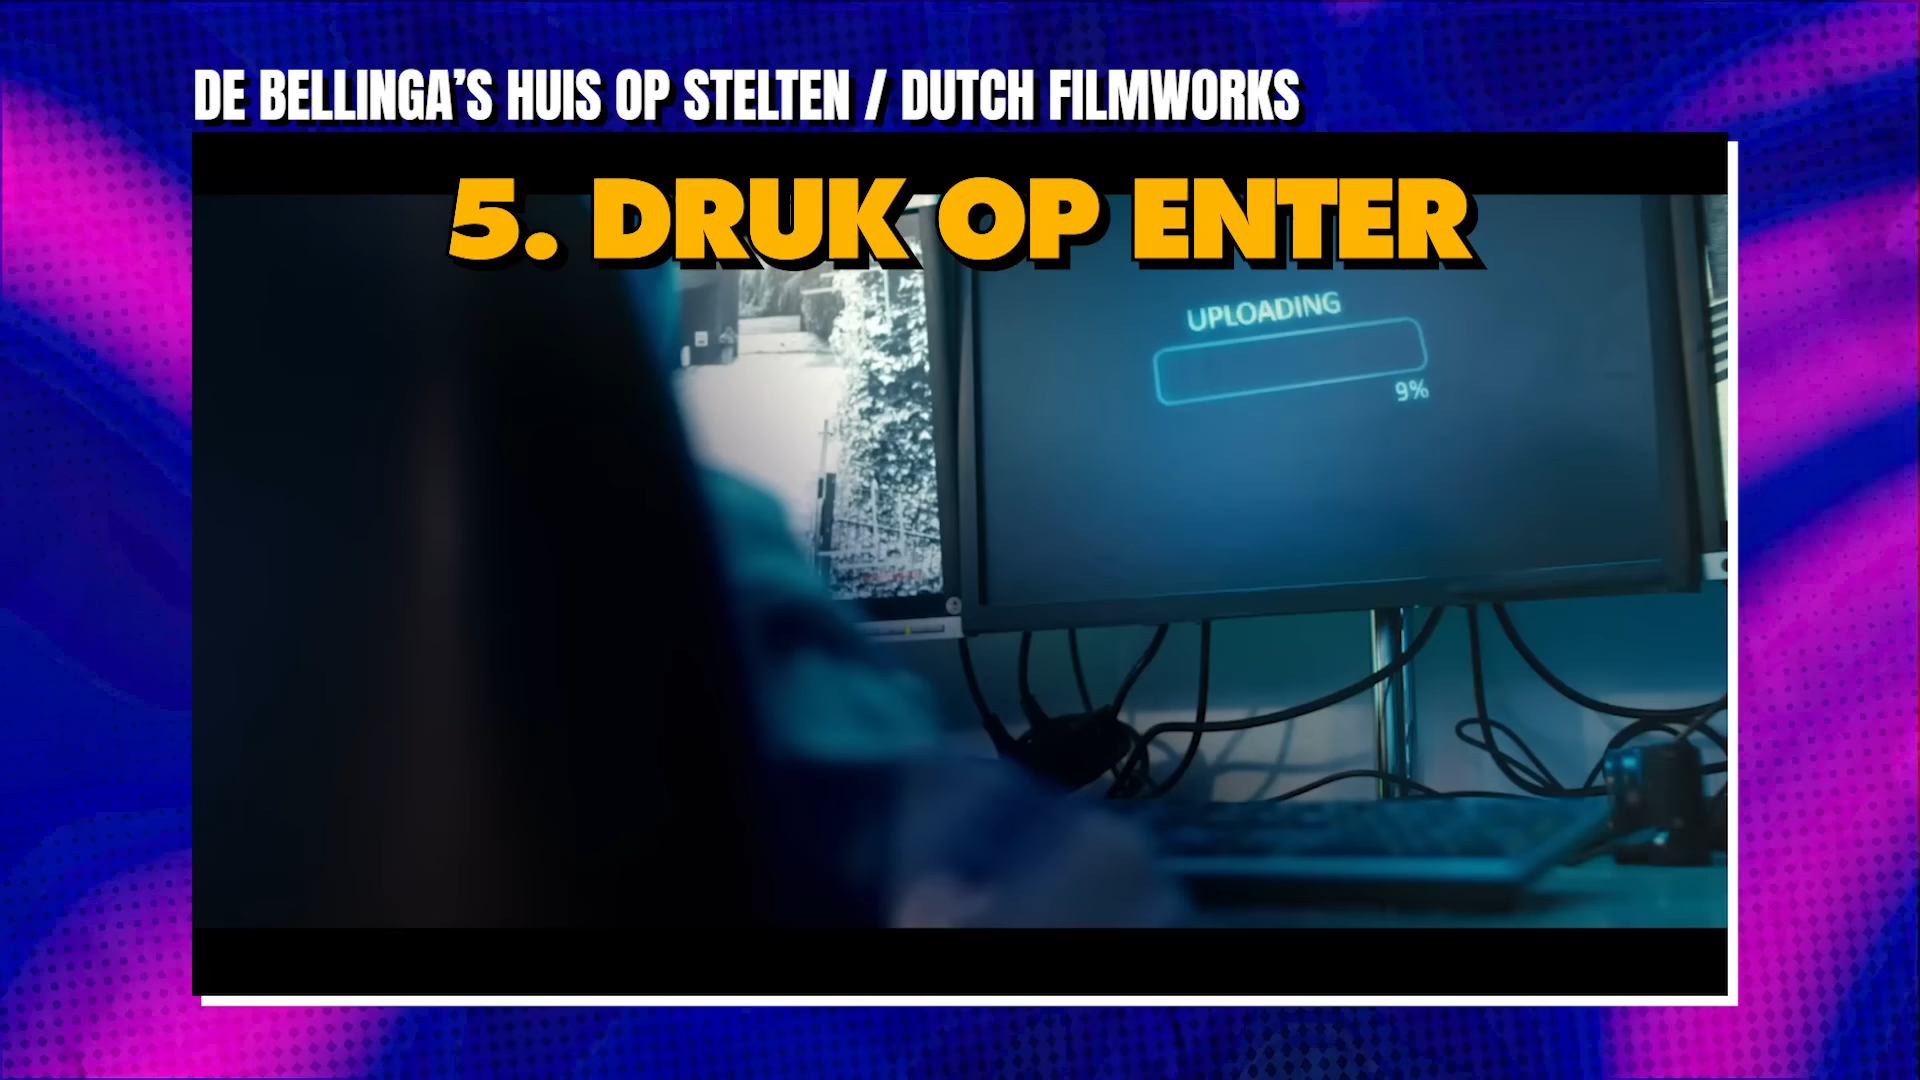 DE BELLINGA’S HUIS OP STELTEN / DUTCH FILMWORKS
5. DRUK OP ENTER
UPLOADING
9%